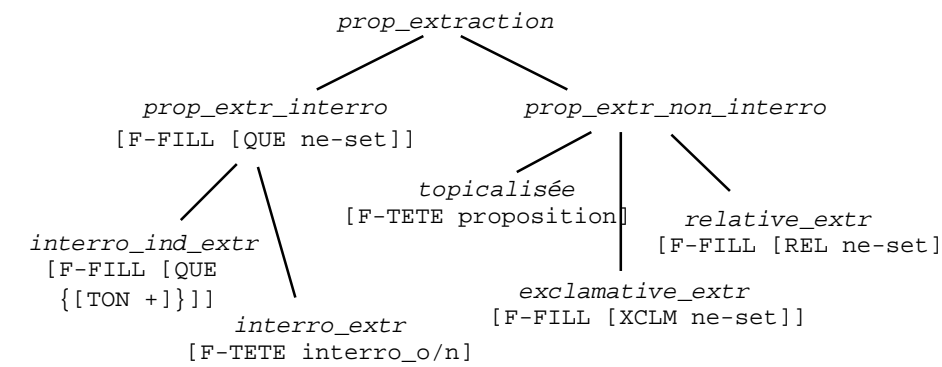 prop_extraction
prop_extr_interro
[F-FILL [QUE ne-set]]
prop_extr_non_interro
topicalisée
[F-TETE proposition]
relative_extr
[F-FILL [REL ne-set]
interro_ind_extr
[F-FILL [QUE
{[TON +]}]]
exclamative_extr
[F-FILL [XCLM ne-set]]
interro_extr
[F-TETE interro_o/n]